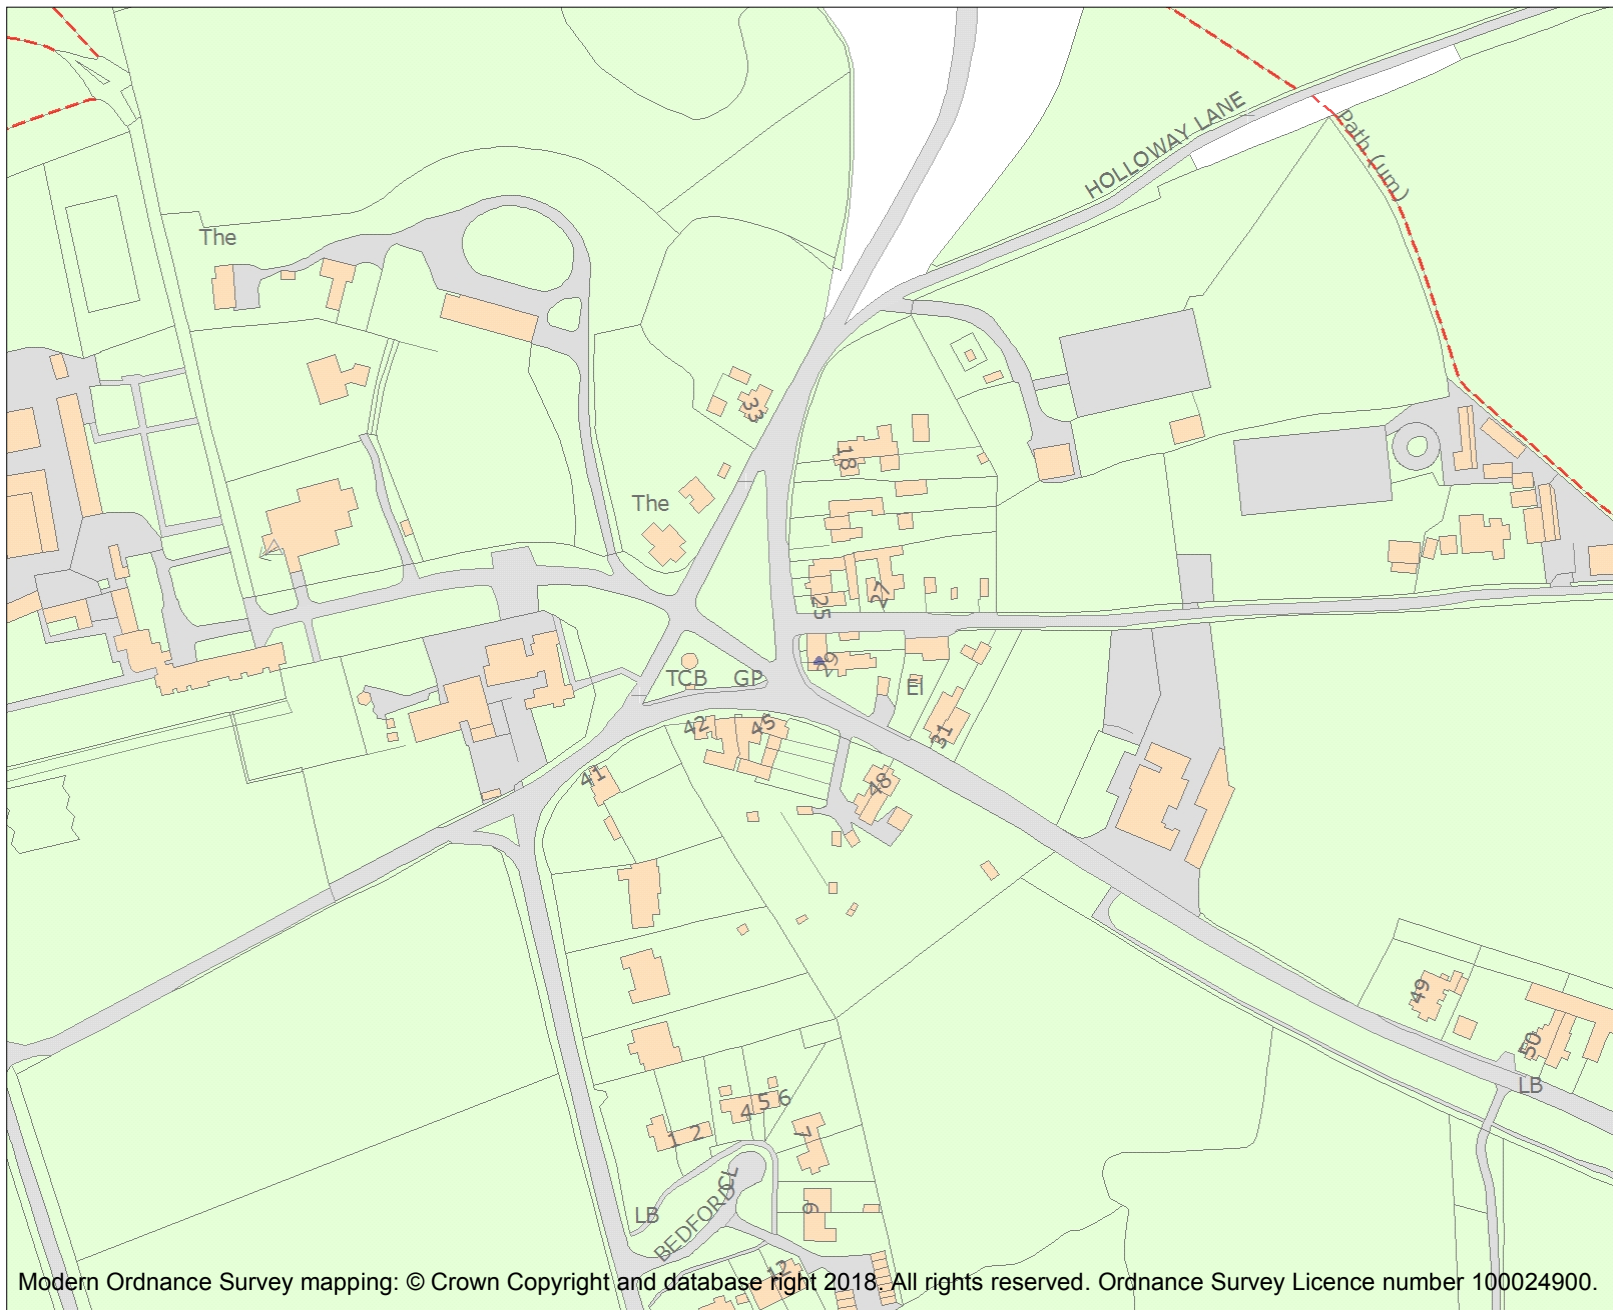 HOLLOWAY LANE
Path (um)
The
33
18
The
27
25
29
TCB
GP
El
42
45
31
41
48
49
50
LB
4 5 6
1 2
7
BEDFORD CL
LB
9
12
Modern Ordnance Survey mapping: © Crown Copyright and database right 2018. All rights reserved. Ordnance Survey Licence number 100024900.